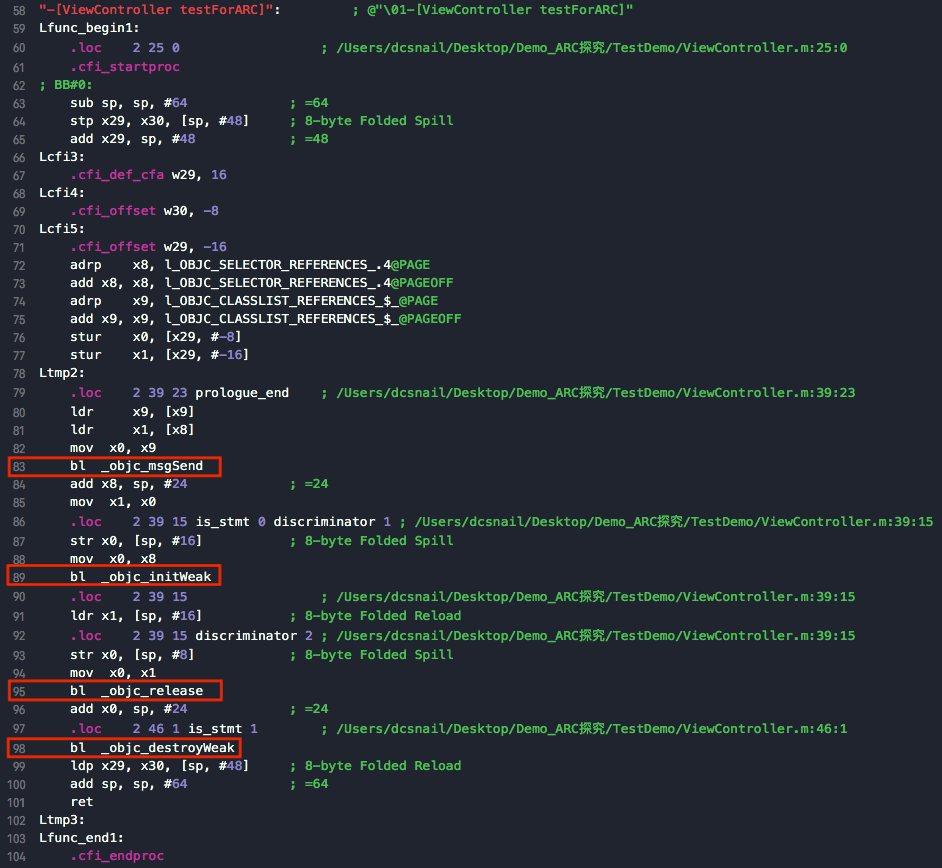 58 "-[ViewController testForARC]": ; @"\01-[ViewController testForARC]"
59 Lfunc_begin1:
60 .loc 2 25 0 ; /Users/dcsnail/Desktop/Demo_ARC探究/TestDemo/ViewController.m:25:0
61 .cfi_startproc
62 ; BB#0:
63 sub sp, sp, #64 ; =64
64 stp x29, x30, [sp, #48] ; 8-byte Folded Spill
65 add x29, sp, #48 ; =48
66 Lcfi3:
67 .cfi_def_cfa w29, 16
68 Lcfi4:
69 .cfi_offset w30, -8
70 Lcfi5:
71 .cfi_offset w29, -16
72 adrp x8, l_OBJC_SELECTOR_REFERENCES_.4@PAGE
73 add x8, x8, l_OBJC_SELECTOR_REFERENCES_.4@PAGEOFF
74 adrp x9, l_OBJC_CLASSLIST_REFERENCES_$_@PAGE
75 add x9, x9, l_OBJC_CLASSLIST_REFERENCES_$_@PAGEOFF
76 stur x0, [x29, #-8]
77 stur x1, [x29, #-16]
78 Ltmp2:
79 .loc 2 39 23 prologue_end ; /Users/dcsnail/Desktop/Demo_ARC探究/TestDemo/ViewController.m:39:23
80 ldr x9, [x9]
81 ldr x1, [x8]
82 mov x0, x9
83 bl _objc_msgSend
84 add x8, sp, #24 ; =24
85 mov x1, x0
86 .loc 2 39 15 is_stmt 0 discriminator 1 ; /Users/dcsnail/Desktop/Demo_ARC探究/TestDemo/ViewController.m:39:15
87 str x0, [sp, #16] ; 8-byte Folded Spill
88 mov x0, x8
89 bl _objc_initWeak
90 .loc 2 39 15 ; /Users/dcsnail/Desktop/Demo_ARC探究/TestDemo/ViewController.m:39:15
91 ldr x1, [sp, #16] ; 8-byte Folded Reload
92 .loc 2 39 15 discriminator 2 ; /Users/dcsnail/Desktop/Demo_ARC探究/TestDemo/ViewController.m:39:15
93 str x0, [sp, #8] ; 8-byte Folded Spill
94 mov x0, x1
95 bl _objc_release
96 add x0, sp, #24 ; =24
97 .loc 2 46 1 is_stmt 1 ; /Users/dcsnail/Desktop/Demo_ARC探究/TestDemo/ViewController.m:46:1
98 bl _objc_destroyWeak
99 ldp x29, x30, [sp, #48] ; 8-byte Folded Reload
100 add sp, sp, #64 ; =64
101 ret
102 Ltmp3:
103 Lfunc_end1:
104 .cfi_endproc